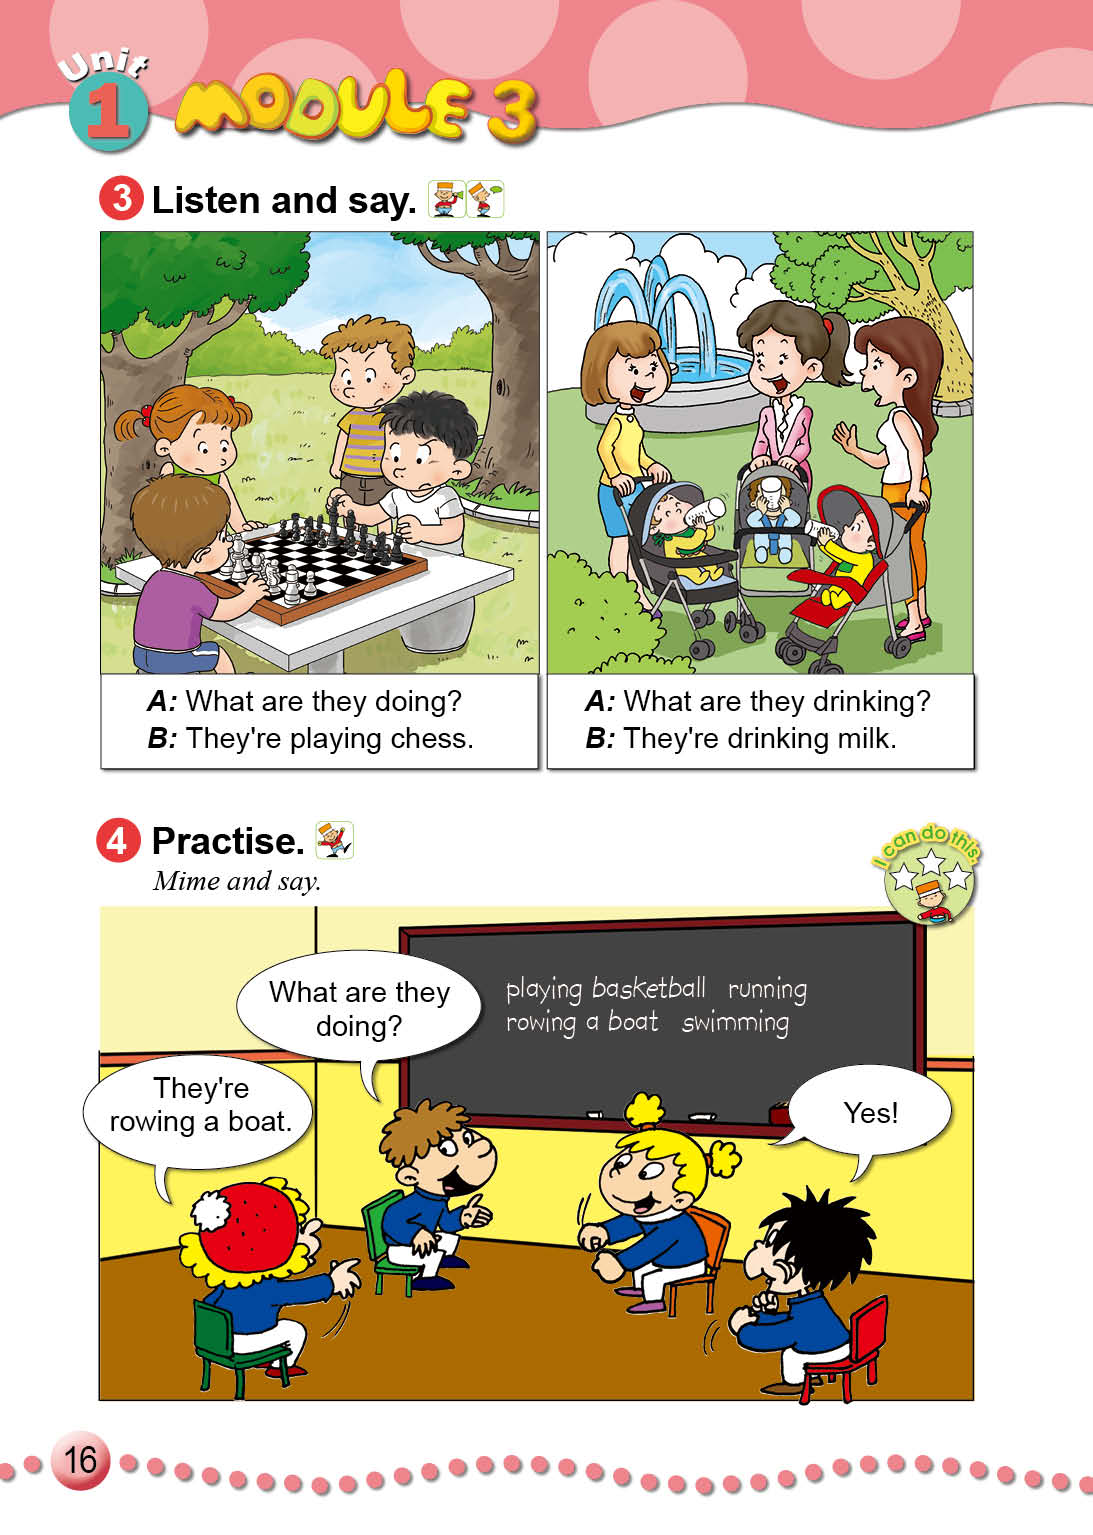 Unit
1 MODULE 3
3 Listen and say.
A: What are they doing?
B: They're playing chess.
A: What are they drinking?
B: They're drinking milk.
4 Practise.
Mime and say.
I can do this.
playing basketball running
rowing a boat swimming
What are they
doing?
They're
rowing a boat.
Yes!
16